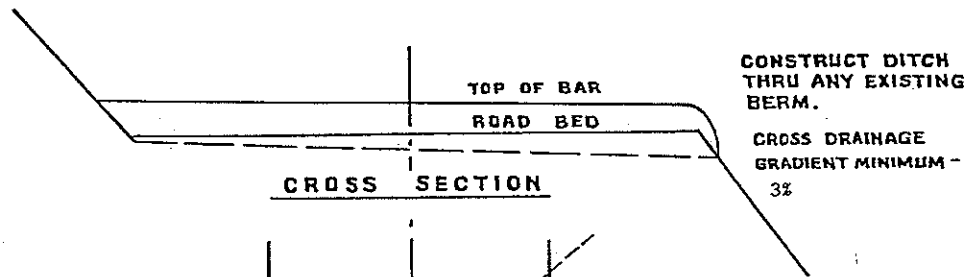 CONSTRUCT DITCH
THRU ANY EXISTING
BERM.
TOP OF BAR
ROAD BED
CROSS DRAINAGE
GRADIENT MINIMUM -
3%
CROSS SECTION